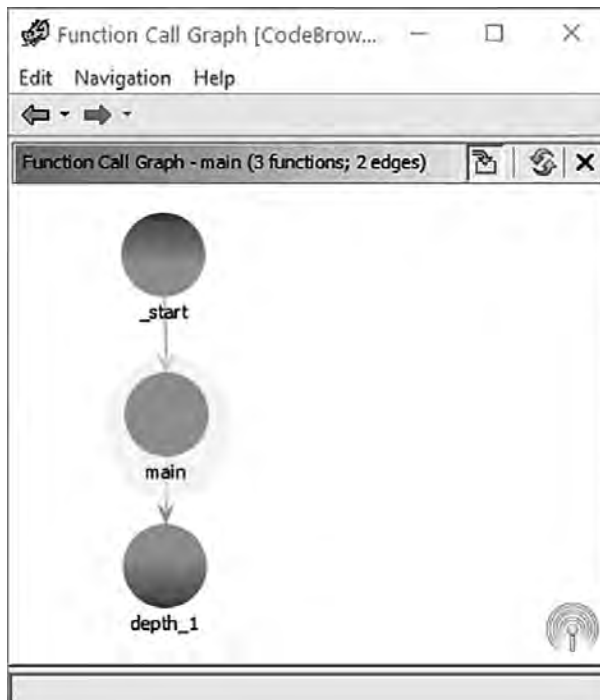 Function Call Graph [CodeBrow...
Edit Navigation Help
Function Call Graph - main (3 functions; 2 edges)
_start
main
depth_1